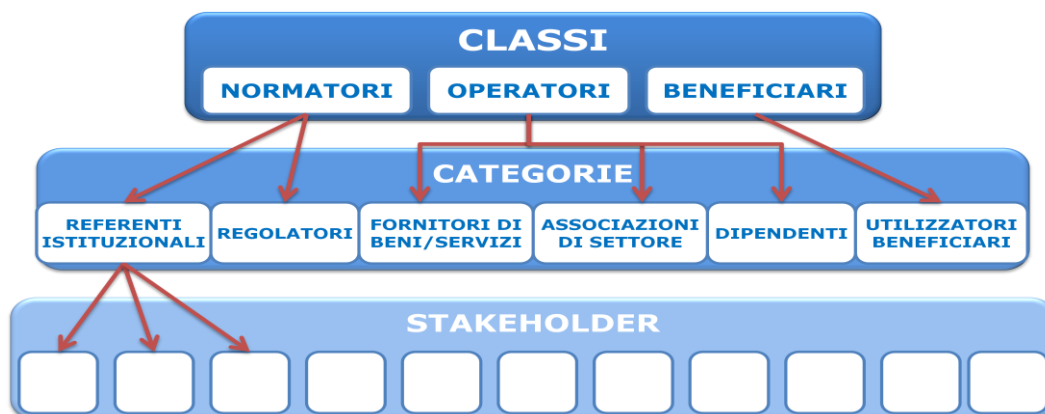 CLASSI
NORMATORI OPERATORI BENEFICIARI
CATEGORIE
REFERENTI
ISTITUZIONALI
REGOLATORI
FORNITORI DI
BENI/SERVIZI
ASSOCIAZIONI
DI SETTORE
DIPENDENTI
UTILIZZATORI
BENEFICIARI
STAKEHOLDER